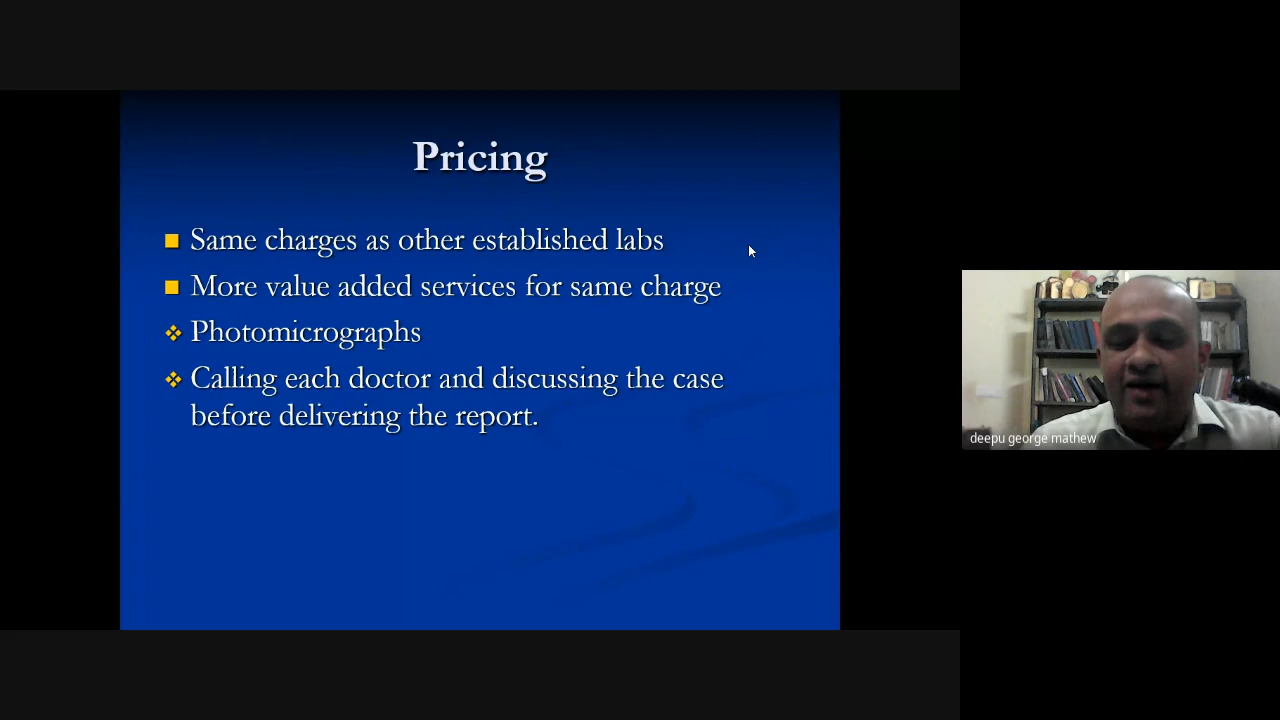 Pricing
Same charges as other established labs
More value added services for same charge
Photomicrographs
Calling each doctor and discussing the case
before delivering the report.
deepu george mathew